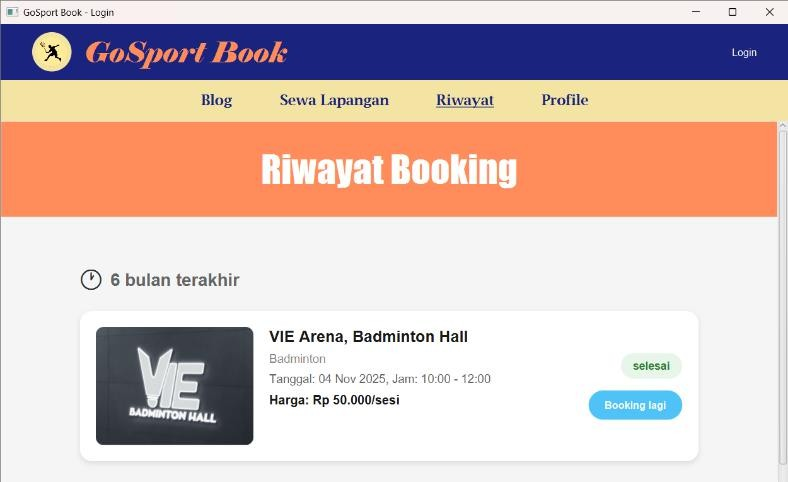 GoSport Book - Login
GoSport Book
Login
Blog
Sewa Lapangan
Riwayat
Profile
Riwayat Booking
6 bulan terakhir
VIE
BADMINTON HALL
VIE Arena, Badminton Hall
Badminton
Tanggal: 04 Nov 2025, Jam: 10:00 - 12:00
Harga: Rp 50.000/sesi
selesai
Booking lagi